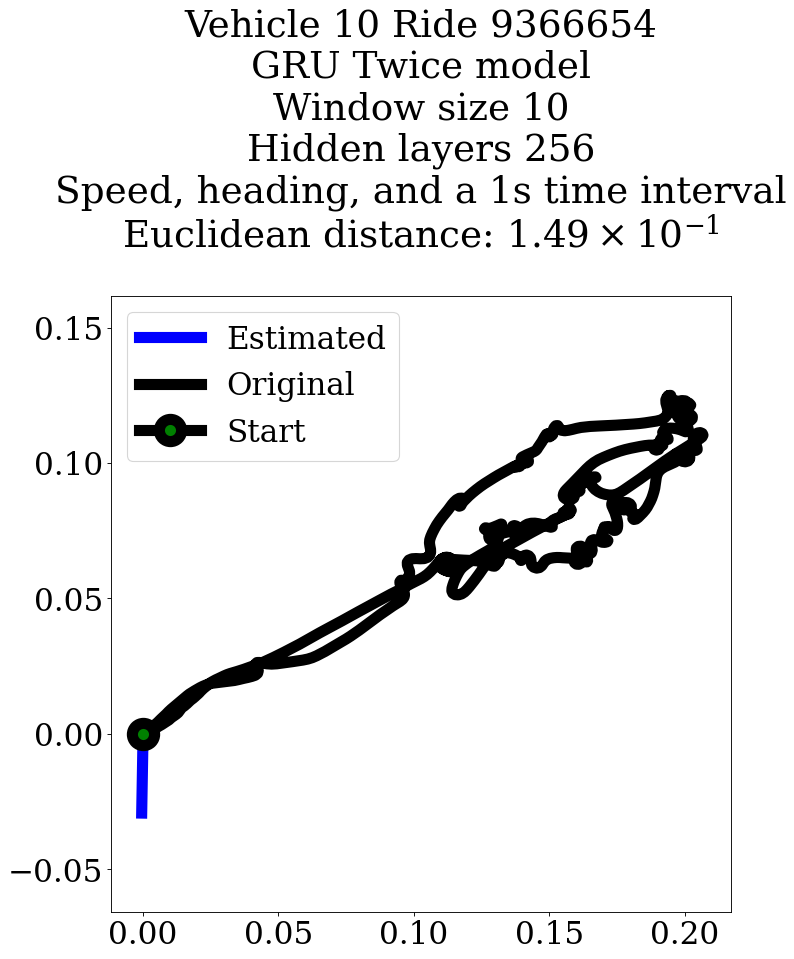 Vehicle 10 Ride 9366654
GRU Twice model
Window size 10
Hidden layers 256
Speed, heading, and a 1s time interval
Euclidean distance: 1.49 × 10⁻¹
Estimated
Original
Start
0.15
0.10
0.05
0.00
−0.05
0.00 0.05 0.10 0.15 0.20